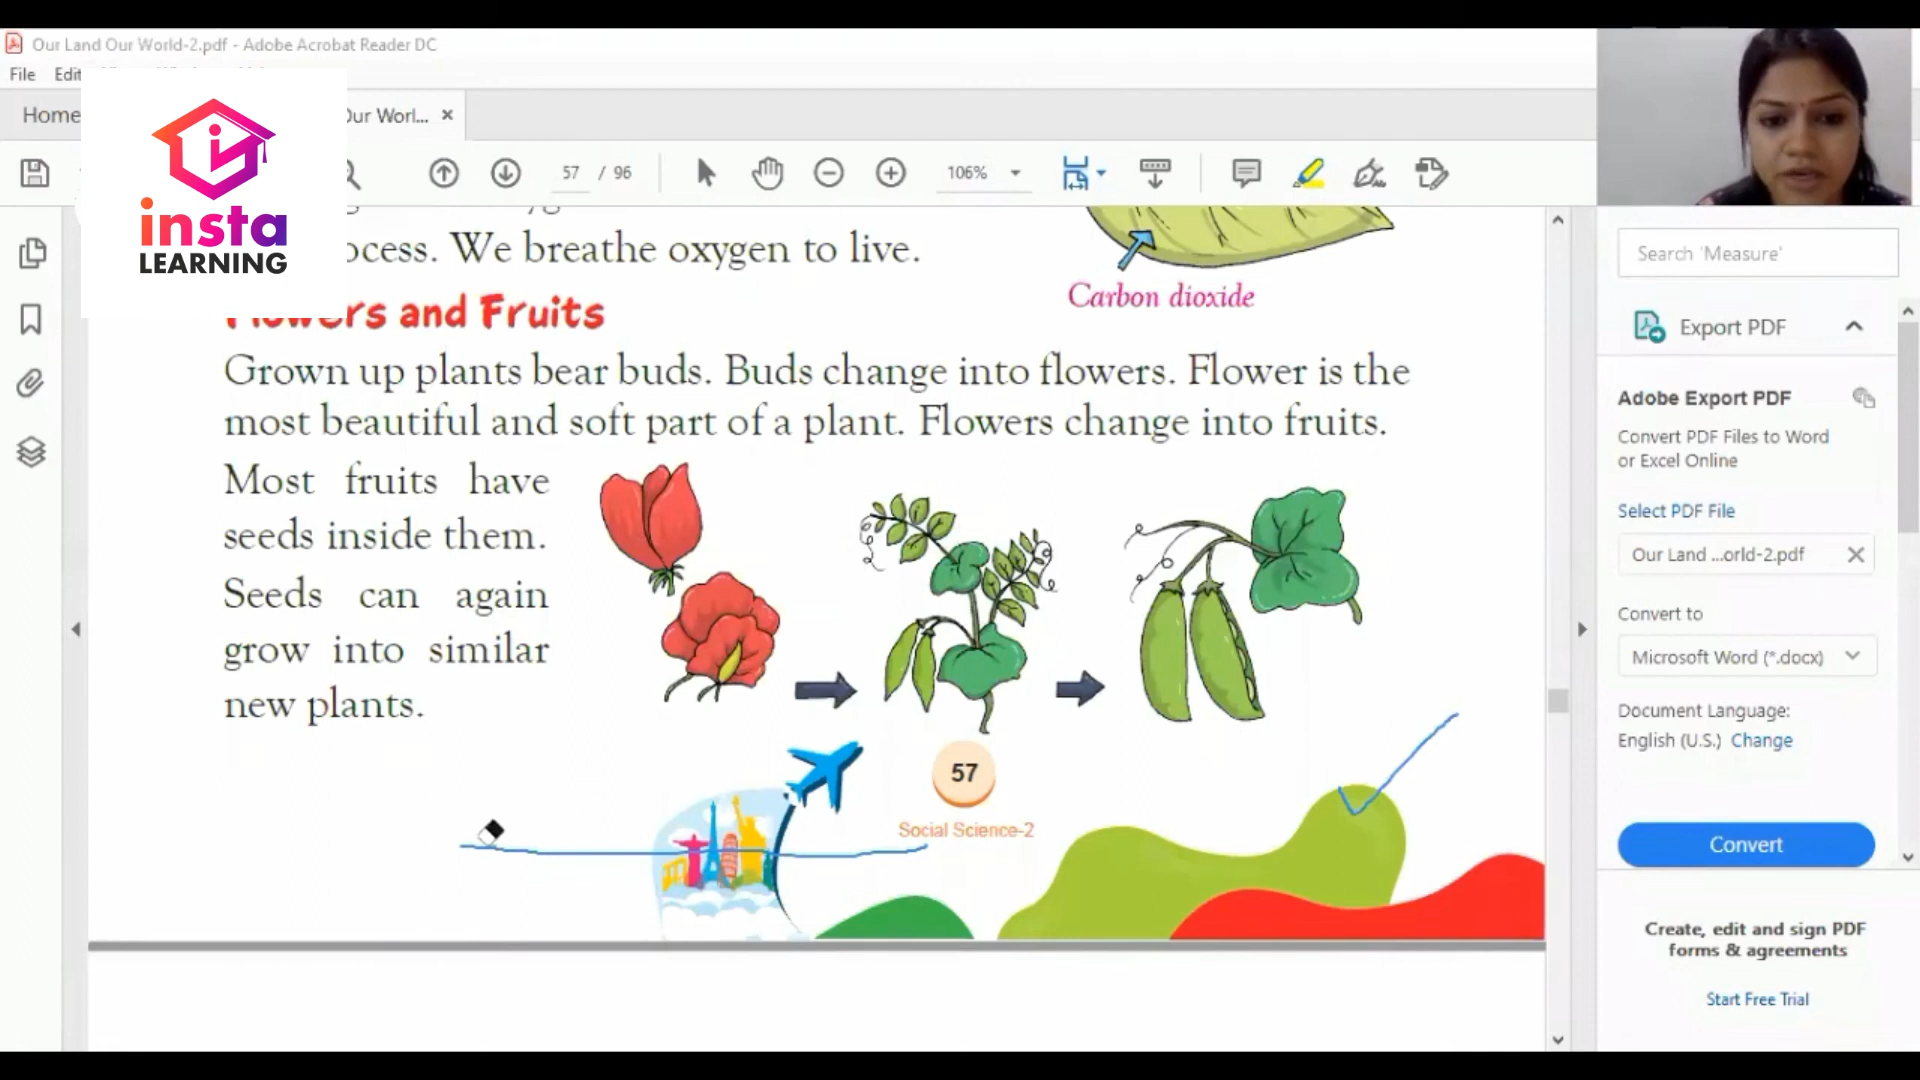 Our Land Our World-2.pdf - Adobe Acrobat Reader DC
File Edit
Home
Our Worl...
57 / 96
106%
insta
LEARNING
ocess. We breathe oxygen to live.
Carbon dioxide
Flowers and Fruits
Grown up plants bear buds. Buds change into flowers. Flower is the
most beautiful and soft part of a plant. Flowers change into fruits.
Most fruits have
seeds inside them.
Seeds can again
grow into similar
new plants.
57
Social Science-2
Search 'Measure'
Export PDF
Adobe Export PDF
Convert PDF Files to Word
or Excel Online
Select PDF File
Our Land ...orld-2.pdf
Convert to
Microsoft Word (*.docx)
Document Language:
English (U.S.) Change
Convert
Create, edit and sign PDF
forms & agreements
Start Free Trial